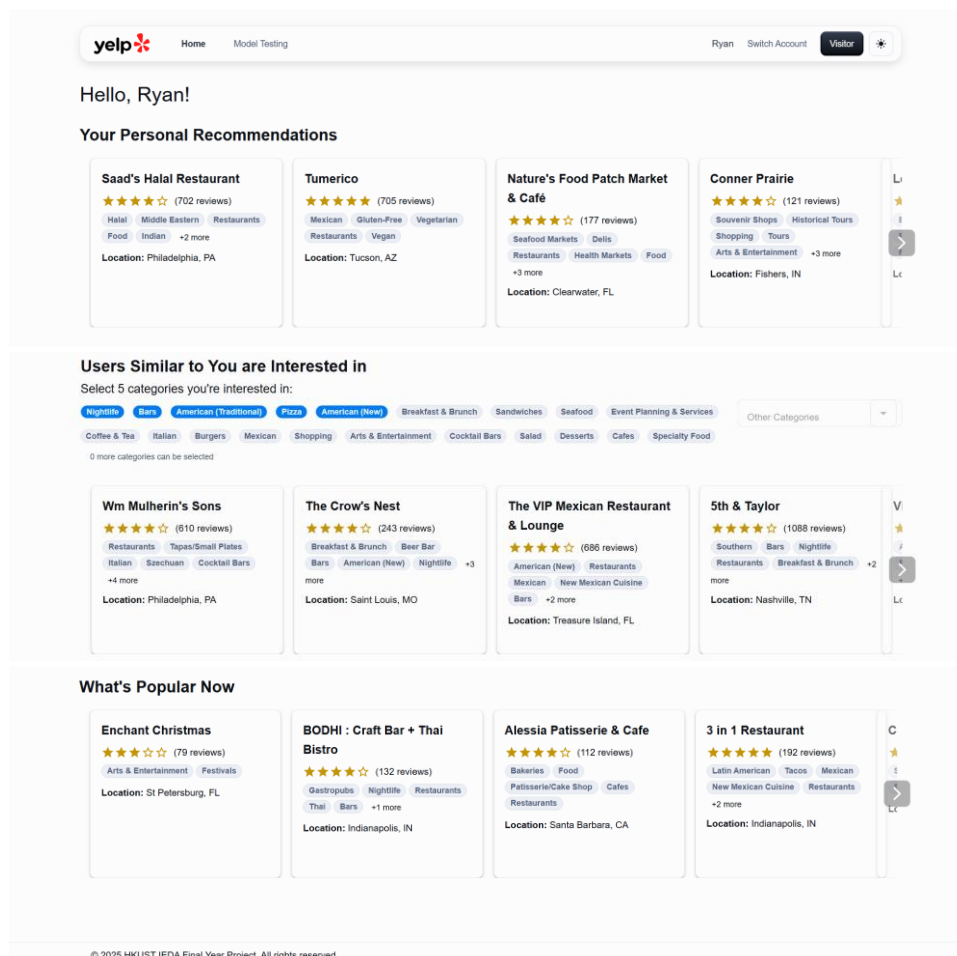 yelp Home Model Testing Ryan Switch Account Visitor
Hello, Ryan!
Your Personal Recommendations
Saad's Halal Restaurant
(702 reviews)
Halal Middle Eastern Restaurants
Food Indian +2 more
Location: Philadelphia, PA
Tumerico
(705 reviews)
Mexican Gluten-Free Vegetarian
Restaurants Vegan
Location: Tucson, AZ
Nature's Food Patch Market
& Café
(177 reviews)
Seafood Markets Delis
Restaurants Health Markets Food
+3 more
Location: Clearwater, FL
Conner Prairie
(121 reviews)
Souvenir Shops Historical Tours
Shopping Tours
Arts & Entertainment +3 more
Location: Fishers, IN
Users Similar to You are Interested in
Select 5 categories you're interested in:
Nightlife Bars American (Traditional) Pizza American (New) Breakfast & Brunch Sandwiches Seafood Event Planning & Services
Other Categories
Coffee & Tea Italian Burgers Mexican Shopping Arts & Entertainment Cocktail Bars Salad Desserts Cafes Specialty Food
0 more categories can be selected
Wm Mulherin's Sons
(610 reviews)
Restaurants Tapas/Small Plates
Italian Szechuan Cocktail Bars
+4 more
Location: Philadelphia, PA
The Crow's Nest
(243 reviews)
Breakfast & Brunch Beer Bar
Bars American (New) Nightlife +3
more
Location: Saint Louis, MO
The VIP Mexican Restaurant
& Lounge
(686 reviews)
American (New) Restaurants
Mexican New Mexican Cuisine
Bars +2 more
Location: Treasure Island, FL
5th & Taylor
(1088 reviews)
Southern Bars Nightlife
Restaurants Breakfast & Brunch +2
more
Location: Nashville, TN
What's Popular Now
Enchant Christmas
(79 reviews)
Arts & Entertainment Festivals
Location: St Petersburg, FL
BODHI : Craft Bar + Thai
Bistro
(132 reviews)
Gastropubs Nightlife Restaurants
Thai Bars +1 more
Location: Indianapolis, IN
Alessia Patisserie & Cafe
(112 reviews)
Bakeries Food
Patisserie/Cake Shop Cafes
Restaurants
Location: Santa Barbara, CA
3 in 1 Restaurant
(192 reviews)
Latin American Tacos Mexican
New Mexican Cuisine Restaurants
+2 more
Location: Indianapolis, IN
© 2025 HKUST IEDA Final Year Project. All rights reserved.